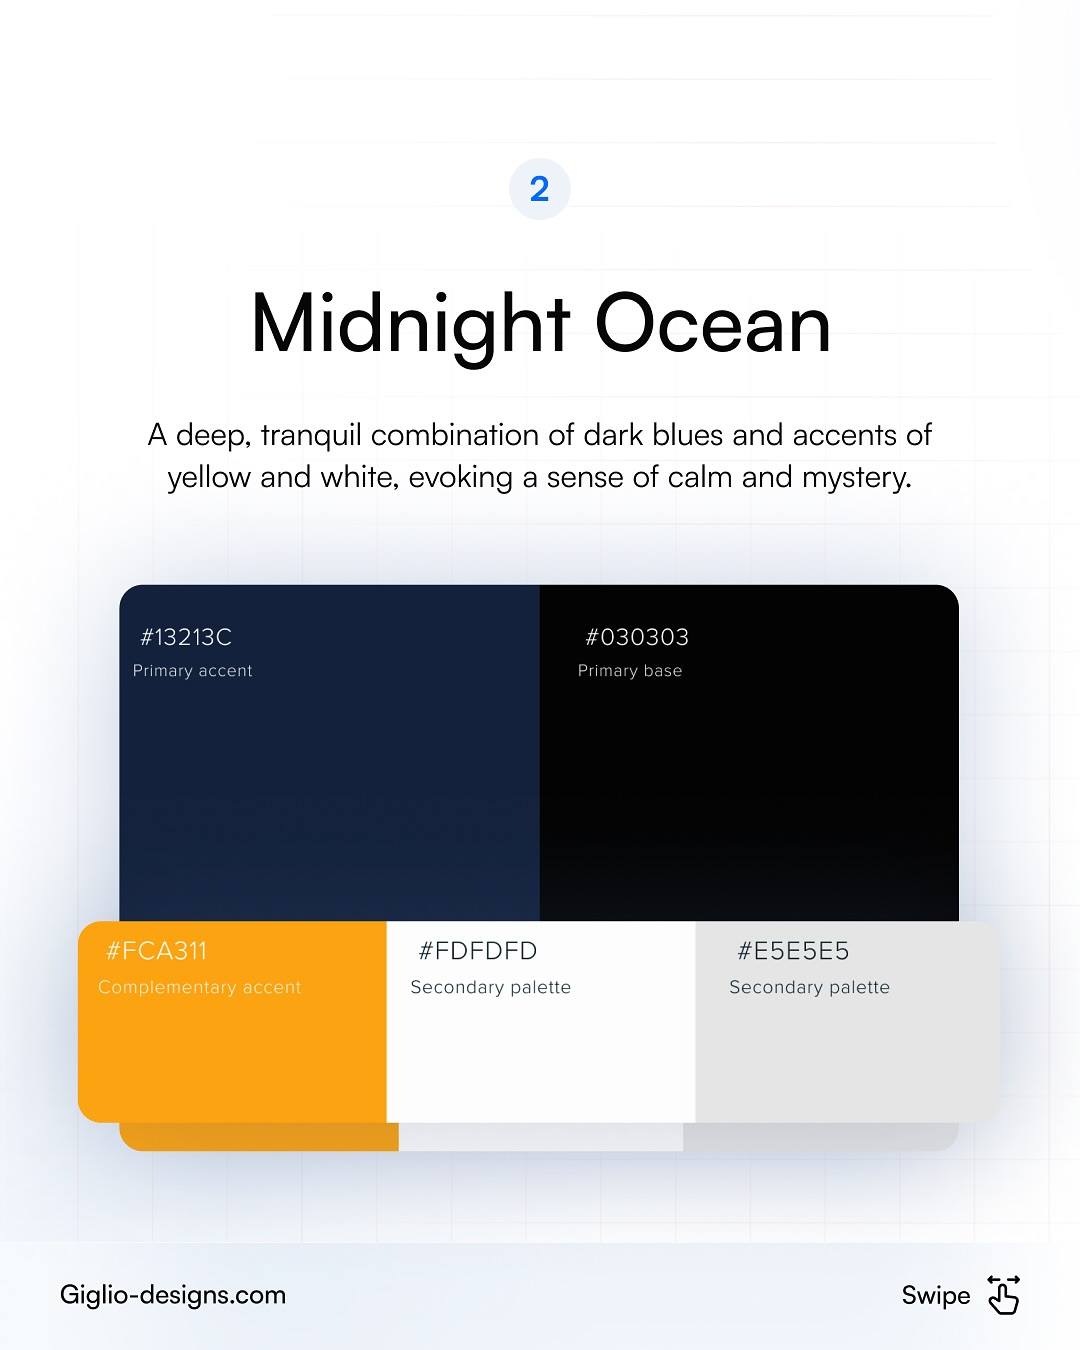 2
Midnight Ocean
A deep, tranquil combination of dark blues and accents of
yellow and white, evoking a sense of calm and mystery.
#13213C
Primary accent
#030303
Primary base
#FCA311
Complementary accent
#FDFDFD
Secondary palette
#E5E5E5
Secondary palette
Giglio-designs.com
Swipe